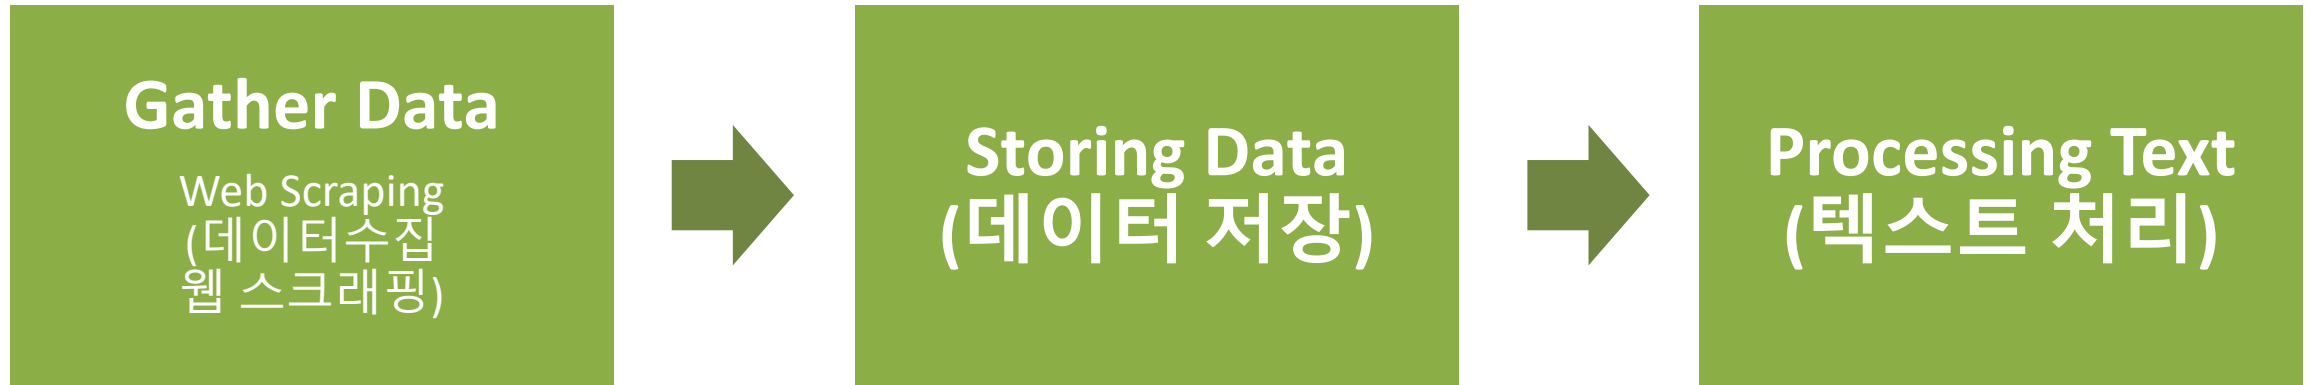 Gather Data
Web Scraping
(데이터수집
웹 스크래핑)
Storing Data
(데이터 저장)
Processing Text
(텍스트 처리)